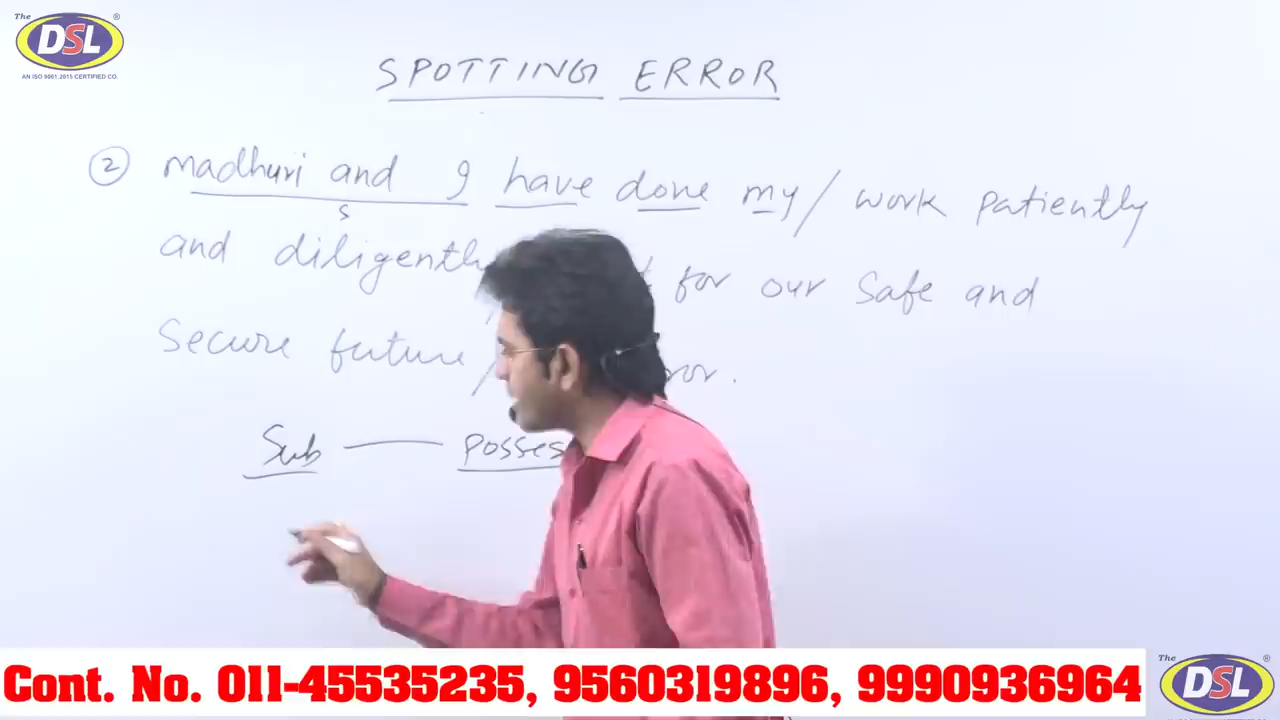 The ®
DSL
AN ISO 9001:2015 CERTIFIED CO.
SPOTTING ERROR
2 madhuri and I have done my/ work patiently
S
and diligently for our safe and
secure future/
Sub — Posses
Cont. No. 011-45535235, 9560319896, 9990936964
The ®
DSL